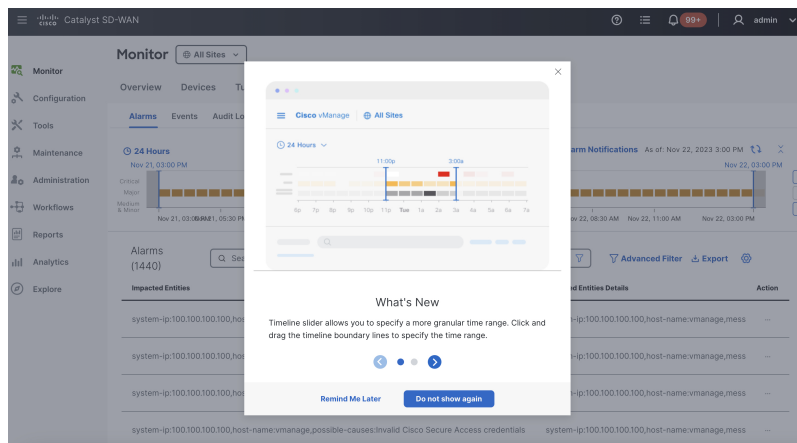 cisco Catalyst SD-WAN
99+
admin
Monitor
All Sites
Monitor
Configuration
Tools
Maintenance
Administration
Workflows
Reports
Analytics
Explore
Overview Devices Tu
Alarms Events Audit Lo
24 Hours
Nov 21, 03:00 PM
Critical
Major
Medium
& Minor
arm Notifications As of: Nov 22, 2023 3:00 PM
Nov 22, 03:00 PM
ov 22, 08:30 AM Nov 22, 11:00 AM Nov 22, 03:00 PM
Alarms
(1440)
Sea
Advanced Filter Export
Impacted Entities
d Entities Details Action
system-ip:100.100.100.100,hos
n-ip:100.100.100.100,host-name:vmanage,mess
system-ip:100.100.100.100,hos
n-ip:100.100.100.100,host-name:vmanage,mess
system-ip:100.100.100.100,hos
n-ip:100.100.100.100,host-name:vmanage,mess
system-ip:100.100.100.100,host-name:vmanage,possible-causes:Invalid Cisco Secure Access credentials system-ip:100.100.100.100,host-name:vmanage,mess
Cisco vManage All Sites
24 Hours
11:00p 3:00a
6p 7p 8p 9p 10p 11p Tue 1a 2a 3a 4a 5a 6a 7a
What's New
Timeline slider allows you to specify a more granular time range. Click and
drag the timeline boundary lines to specify the time range.
Remind Me Later Do not show again